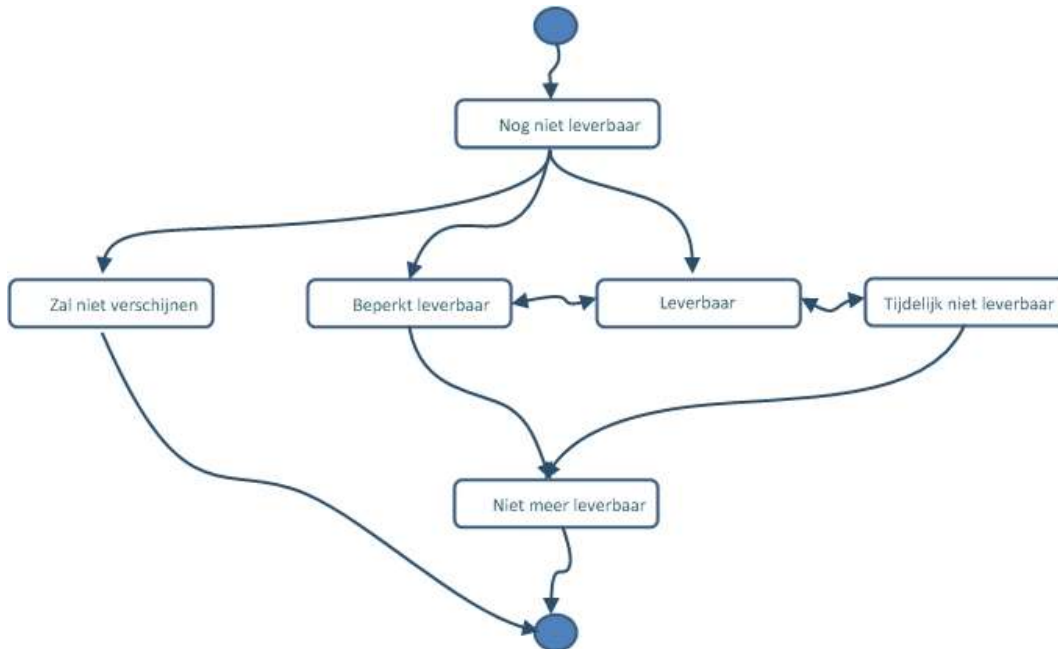 Nog niet leverbaar
Zal niet verschijnen
Beperkt leverbaar
Leverbaar
Tijdelijk niet leverbaar
Niet meer leverbaar